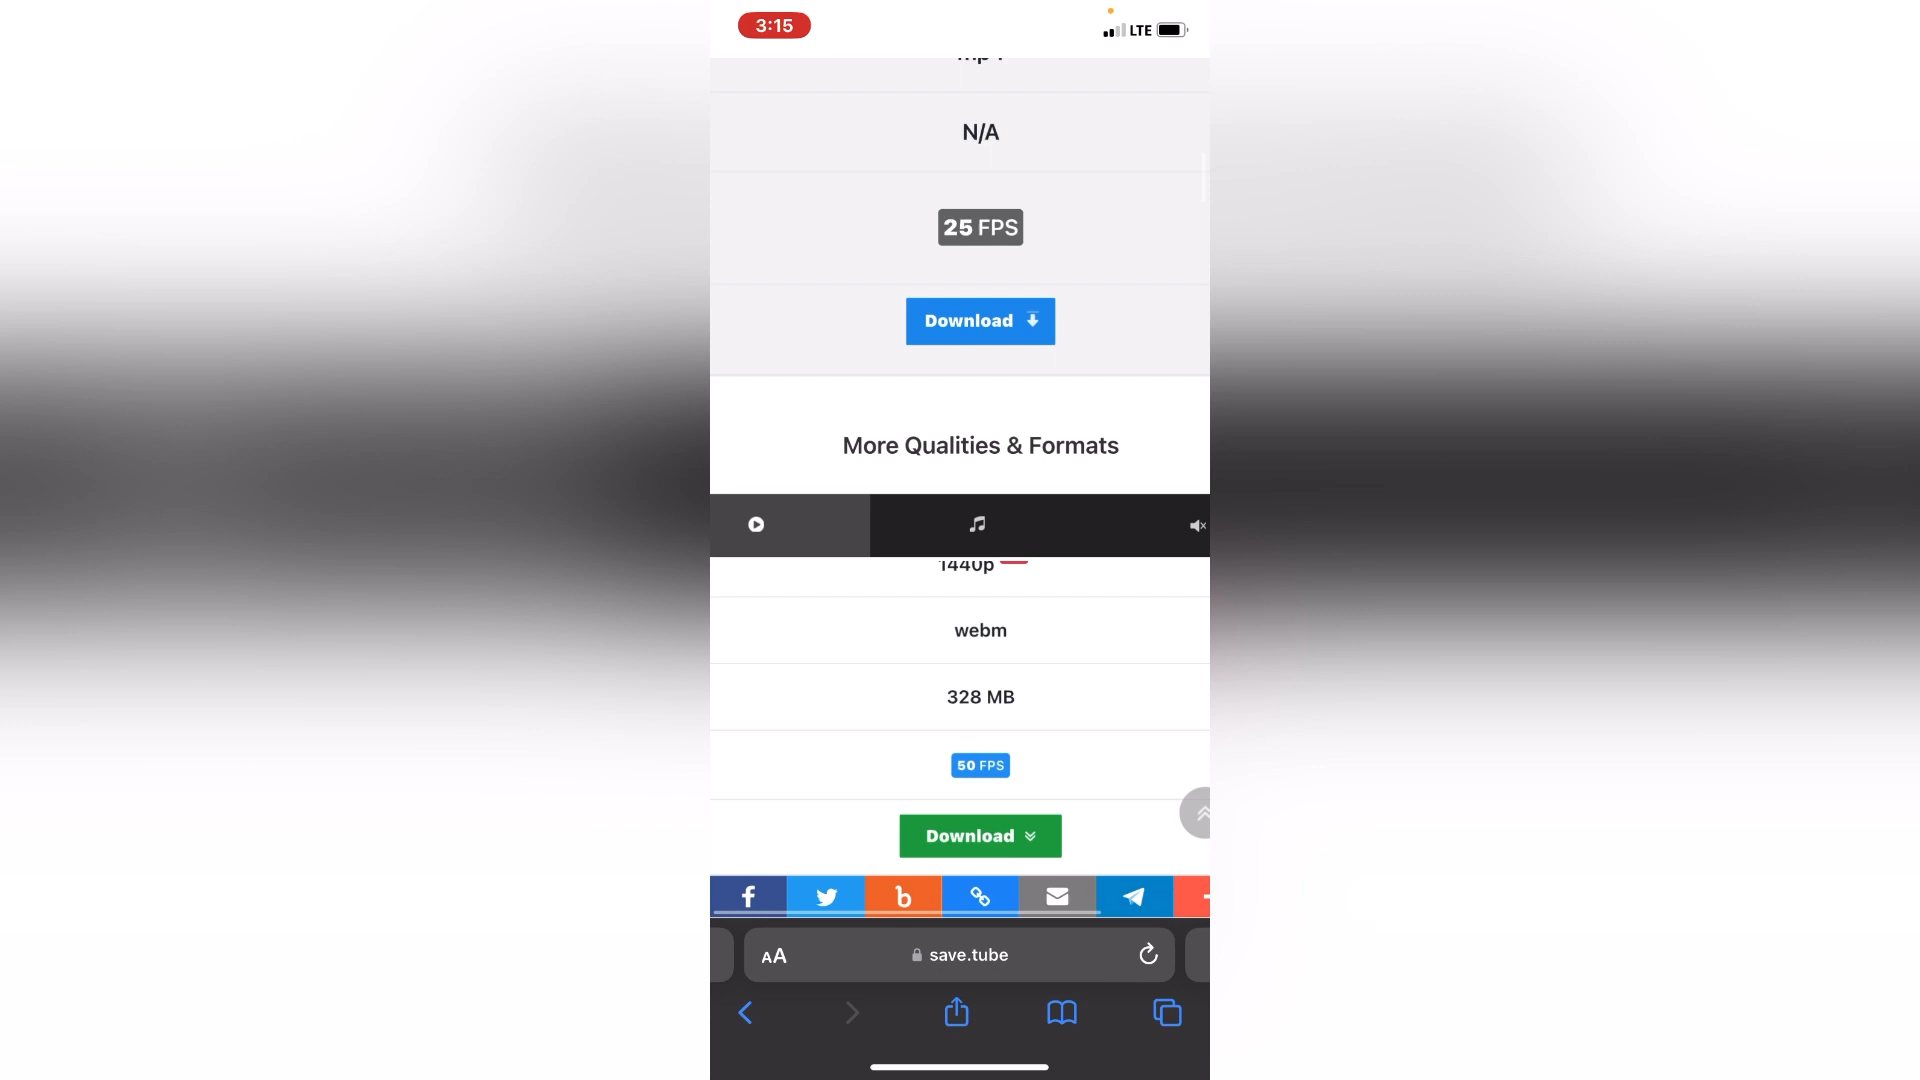 3:15
LTE
N/A
25 FPS
Download
More Qualities & Formats
1440p
webm
328 MB
50 FPS
Download
AA
save.tube